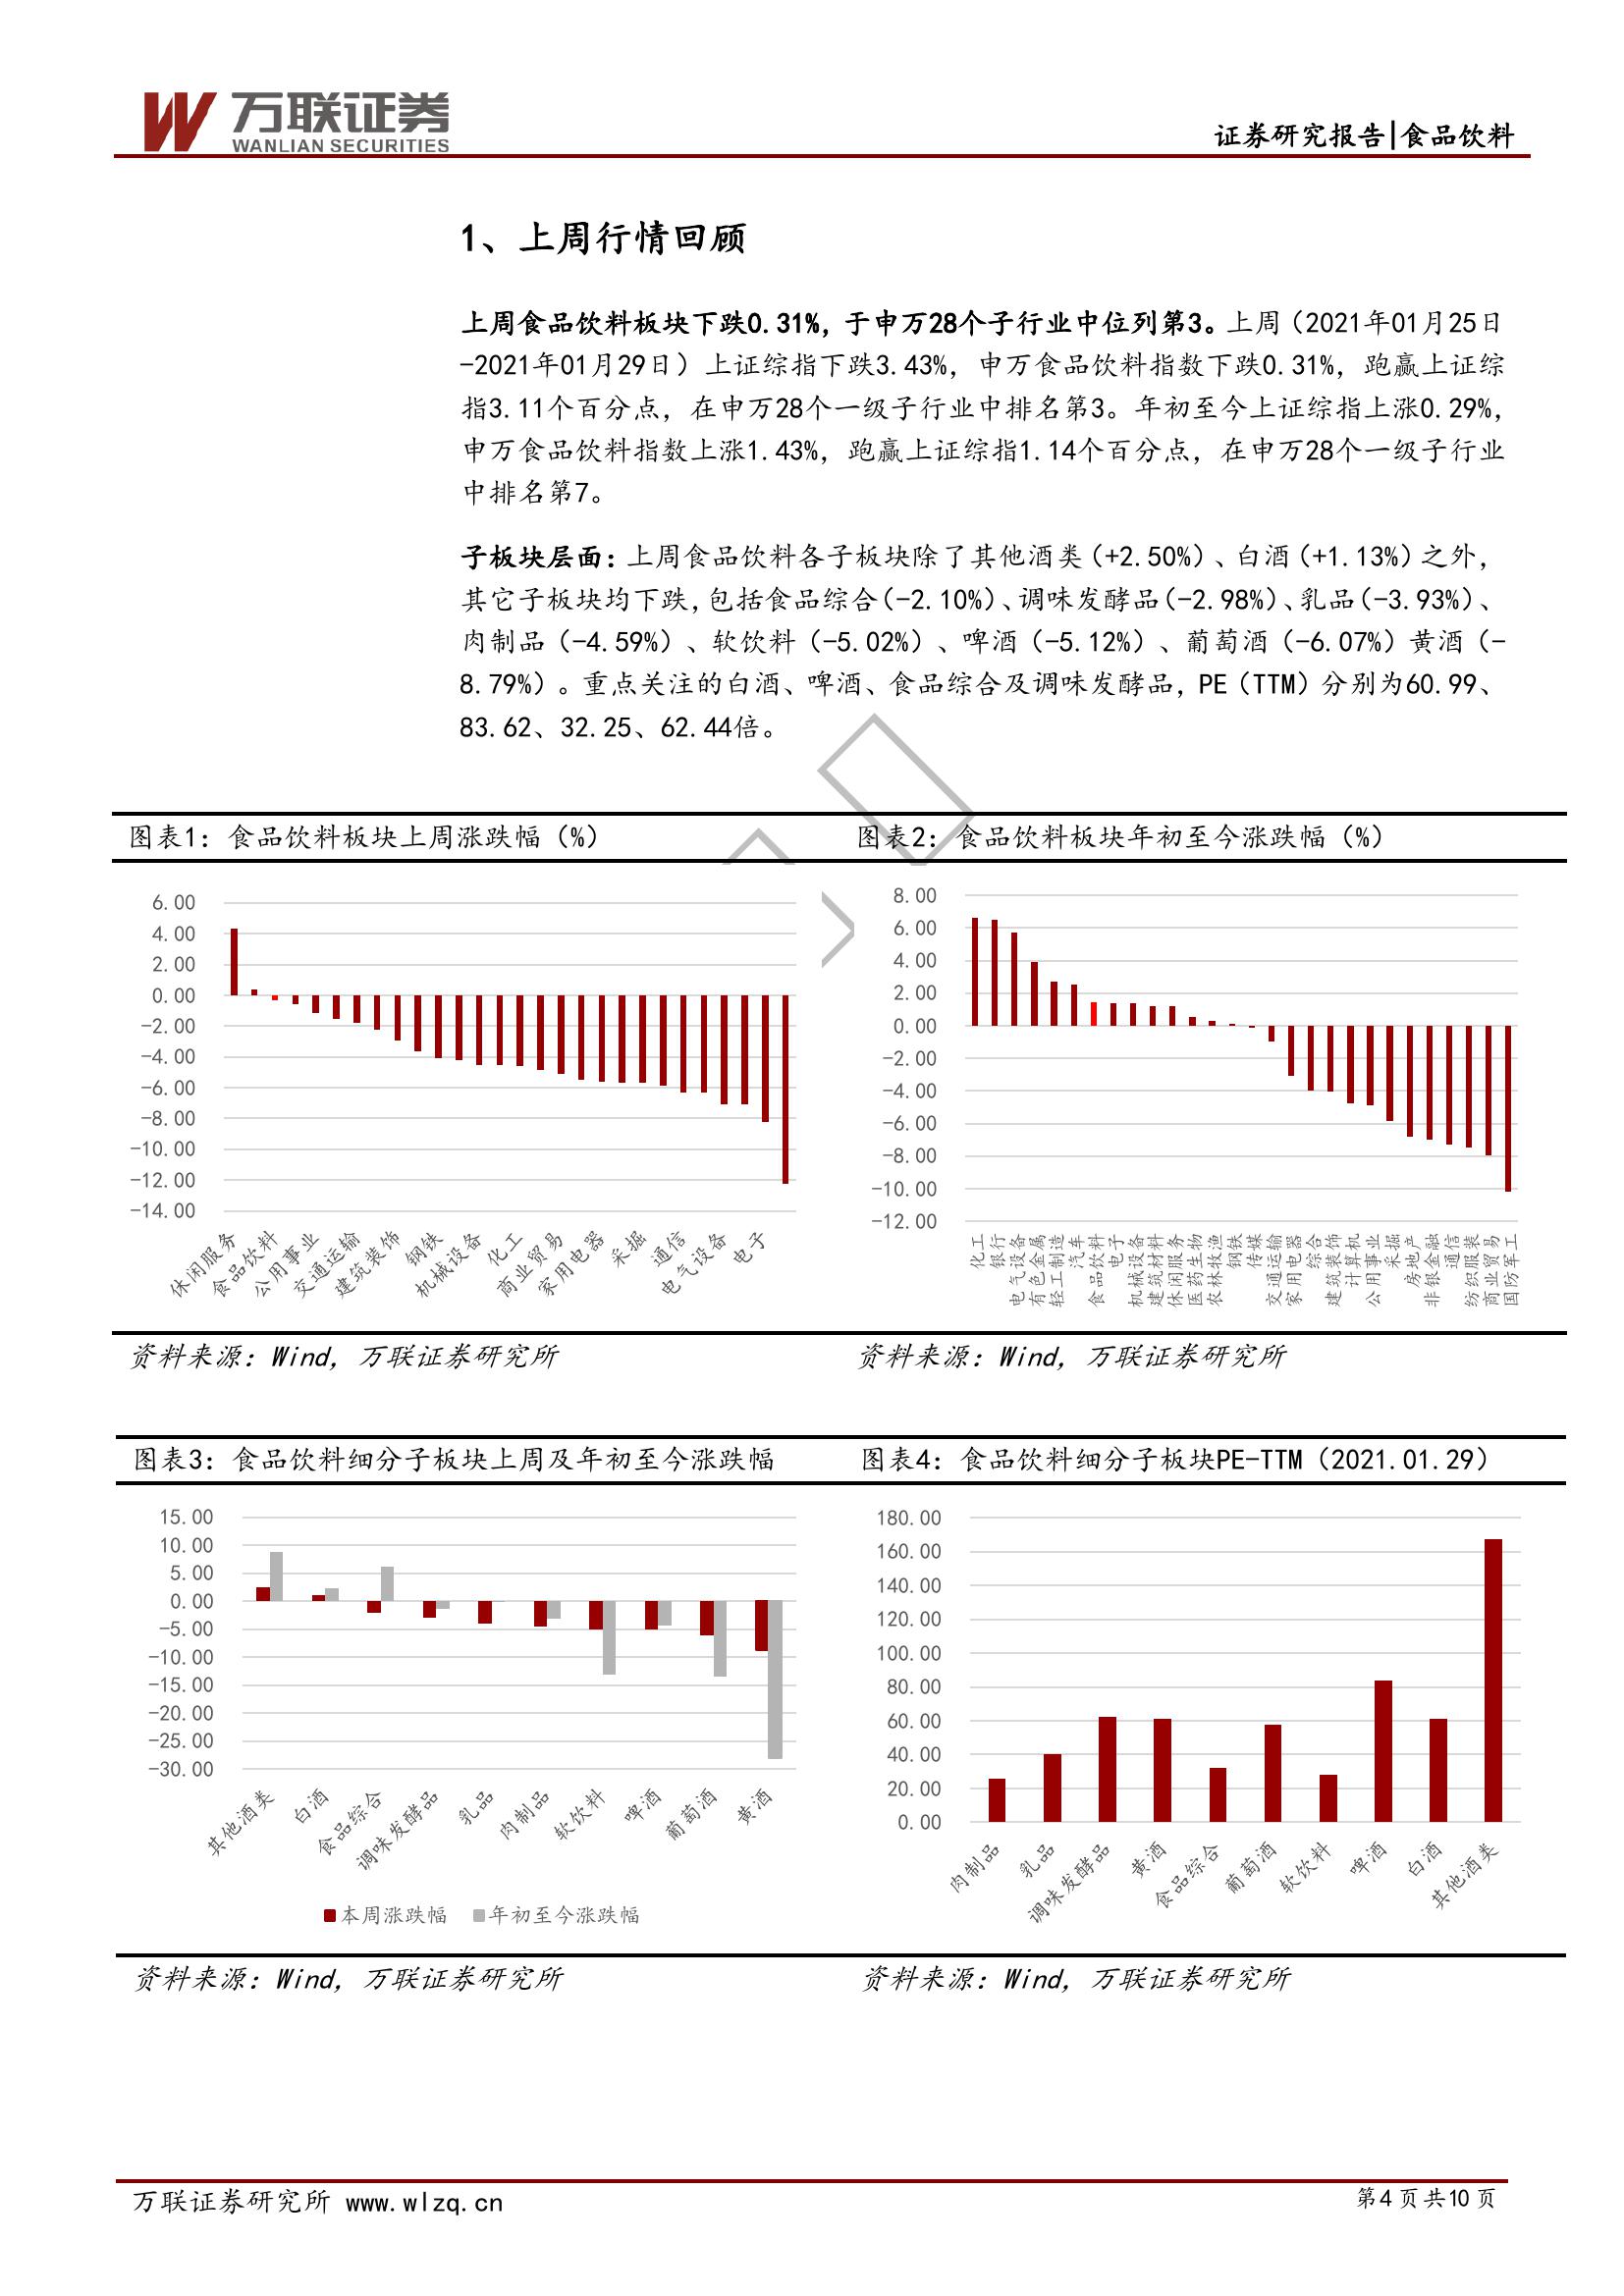 万联证券
WANLIAN SECURITIES
证券研究报告|食品饮料
1、上周行情回顾
上周食品饮料板块下跌0.31%，于申万28个子行业中位列第3。上周（2021年01月25日
-2021年01月29日）上证综指下跌3.43%，申万食品饮料指数下跌0.31%，跑赢上证综
指3.11个百分点，在申万28个一级子行业中排名第3。年初至今上证综指上涨0.29%，
申万食品饮料指数上涨1.43%，跑赢上证综指1.14个百分点，在申万28个一级子行业
中排名第7。
子板块层面：上周食品饮料各子板块除了其他酒类（+2.50%）、白酒（+1.13%）之外，
其它子板块均下跌，包括食品综合（-2.10%）、调味发酵品（-2.98%）、乳品（-3.93%）、
肉制品（-4.59%）、软饮料（-5.02%）、啤酒（-5.12%）、葡萄酒（-6.07%）黄酒（-
8.79%）。重点关注的白酒、啤酒、食品综合及调味发酵品，PE（TTM）分别为60.99、
83.62、32.25、62.44倍。
图表1：食品饮料板块上周涨跌幅（%）
6.00
4.00
2.00
0.00
-2.00
-4.00
-6.00
-8.00
-10.00
-12.00
-14.00
休闲服务
食品饮料
公用事业
交通运输
建筑装饰
钢铁
机械设备
化工
商业贸易
家用电器
采掘
通信
电气设备
电子
资料来源：Wind，万联证券研究所
图表2：食品饮料板块年初至今涨跌幅（%）
8.00
6.00
4.00
2.00
0.00
-2.00
-4.00
-6.00
-8.00
-10.00
-12.00
化工
银行
电气设备
有色金属
轻工制造
汽车
食品饮料
电子
机械设备
建筑材料
休闲服务
医药生物
农林牧渔
钢铁
传媒
交通运输
家用电器
综合
建筑装饰
计算机
公用事业
采掘
房地产
非银金融
通信
纺织服装
商业贸易
国防军工
资料来源：Wind，万联证券研究所
图表3：食品饮料细分子板块上周及年初至今涨跌幅
15.00
10.00
5.00
0.00
-5.00
-10.00
-15.00
-20.00
-25.00
-30.00
其他酒类
白酒
食品综合
调味发酵品
乳品
肉制品
软饮料
啤酒
葡萄酒
黄酒
本周涨跌幅
年初至今涨跌幅
资料来源：Wind，万联证券研究所
图表4：食品饮料细分子板块PE-TTM（2021.01.29）
180.00
160.00
140.00
120.00
100.00
80.00
60.00
40.00
20.00
0.00
肉制品
乳品
调味发酵品
黄酒
食品综合
葡萄酒
软饮料
啤酒
白酒
其他酒类
资料来源：Wind，万联证券研究所
万联证券研究所 www.wlzq.cn
第4页共10页